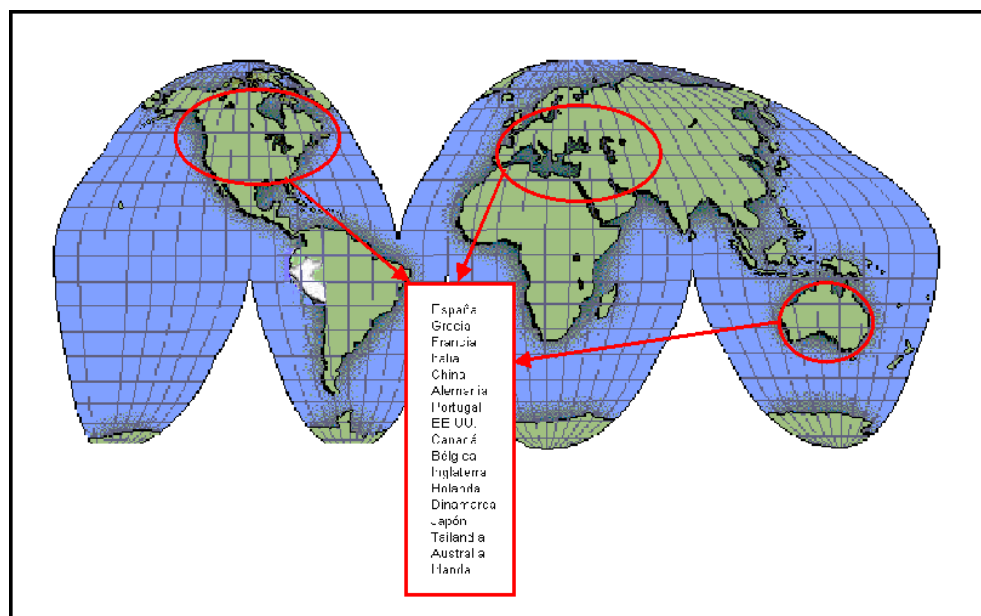 España
Grecia
Francia
Italia
China
Alemania
Portugal
EE UU.
Canadá
Bélgica
Inglaterra
Holanda
Dinamarca
Japón
Tailandia
Australia
Irlanda